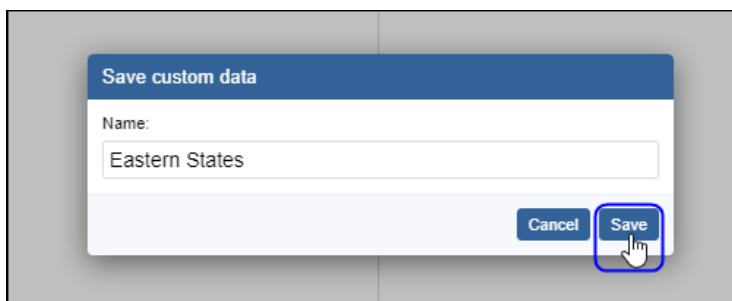 Save custom data
Name:
Eastern States
Cancel Save